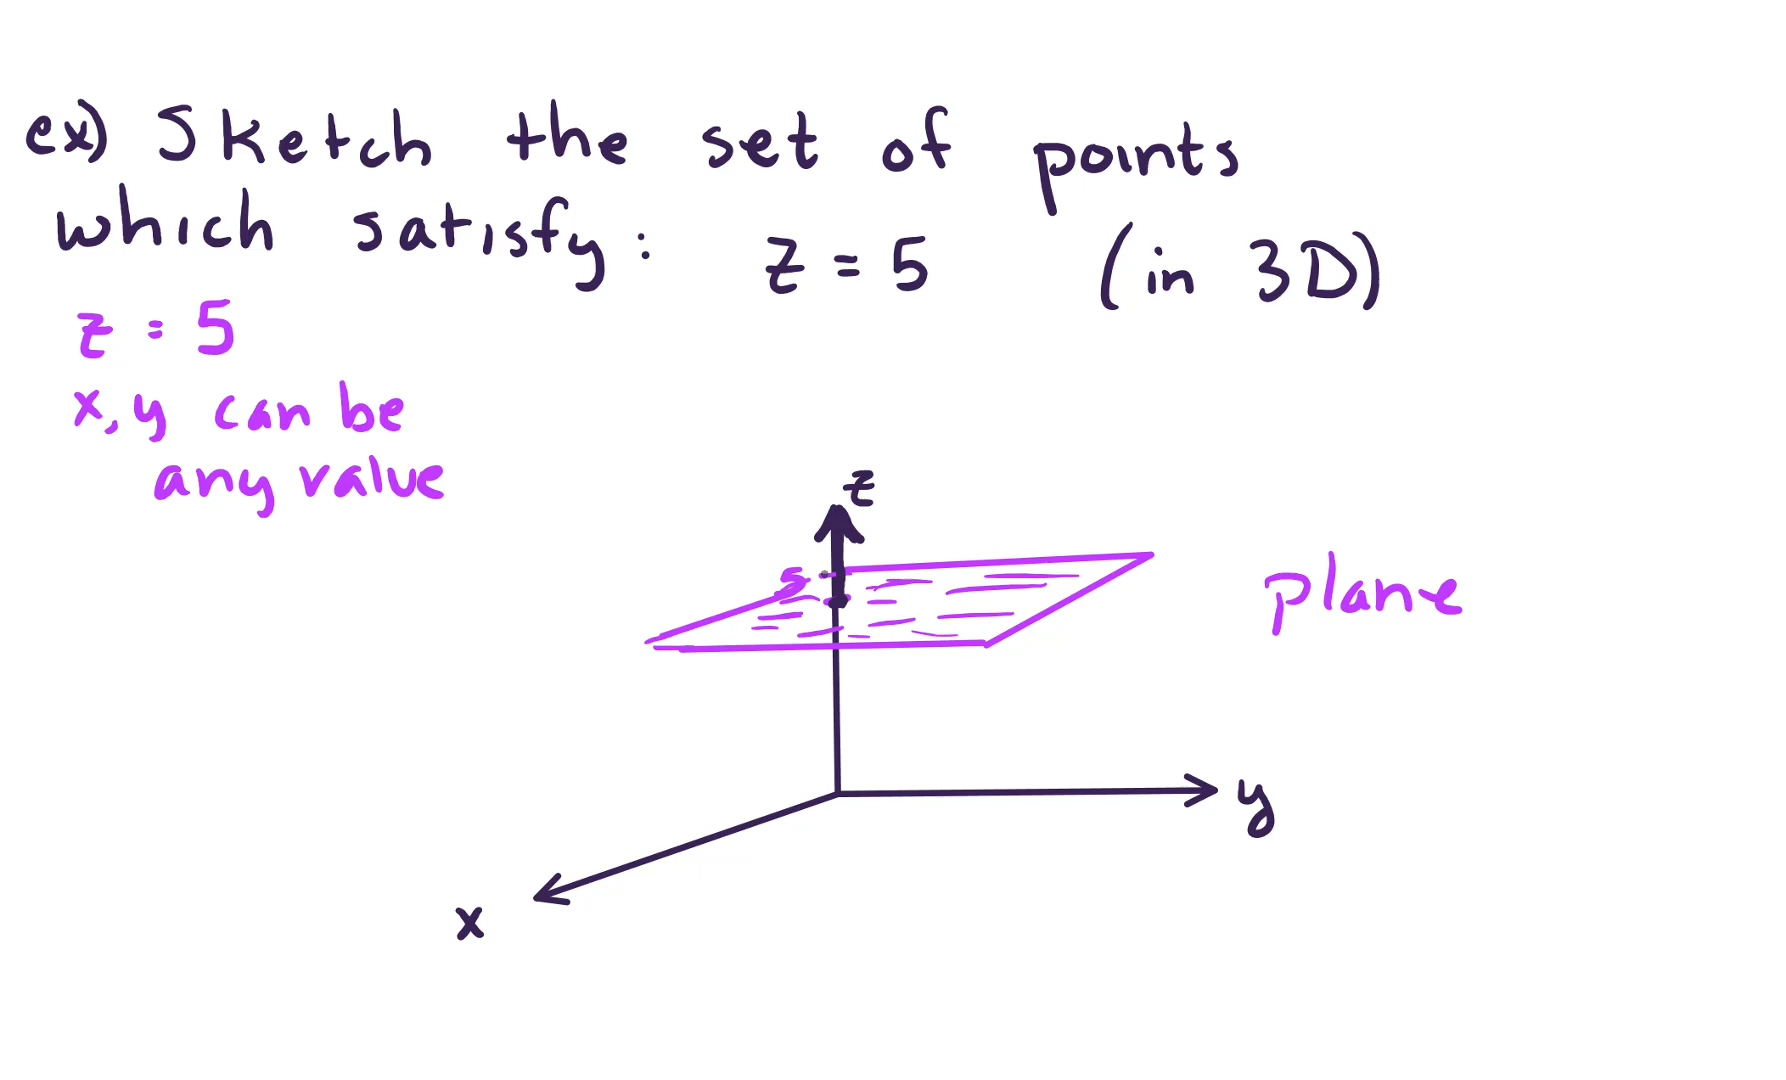 ex) Sketch the set of points
which satisfy: z = 5 (in 3D)
z = 5
x, y can be
any value
z
5
plane
y
x